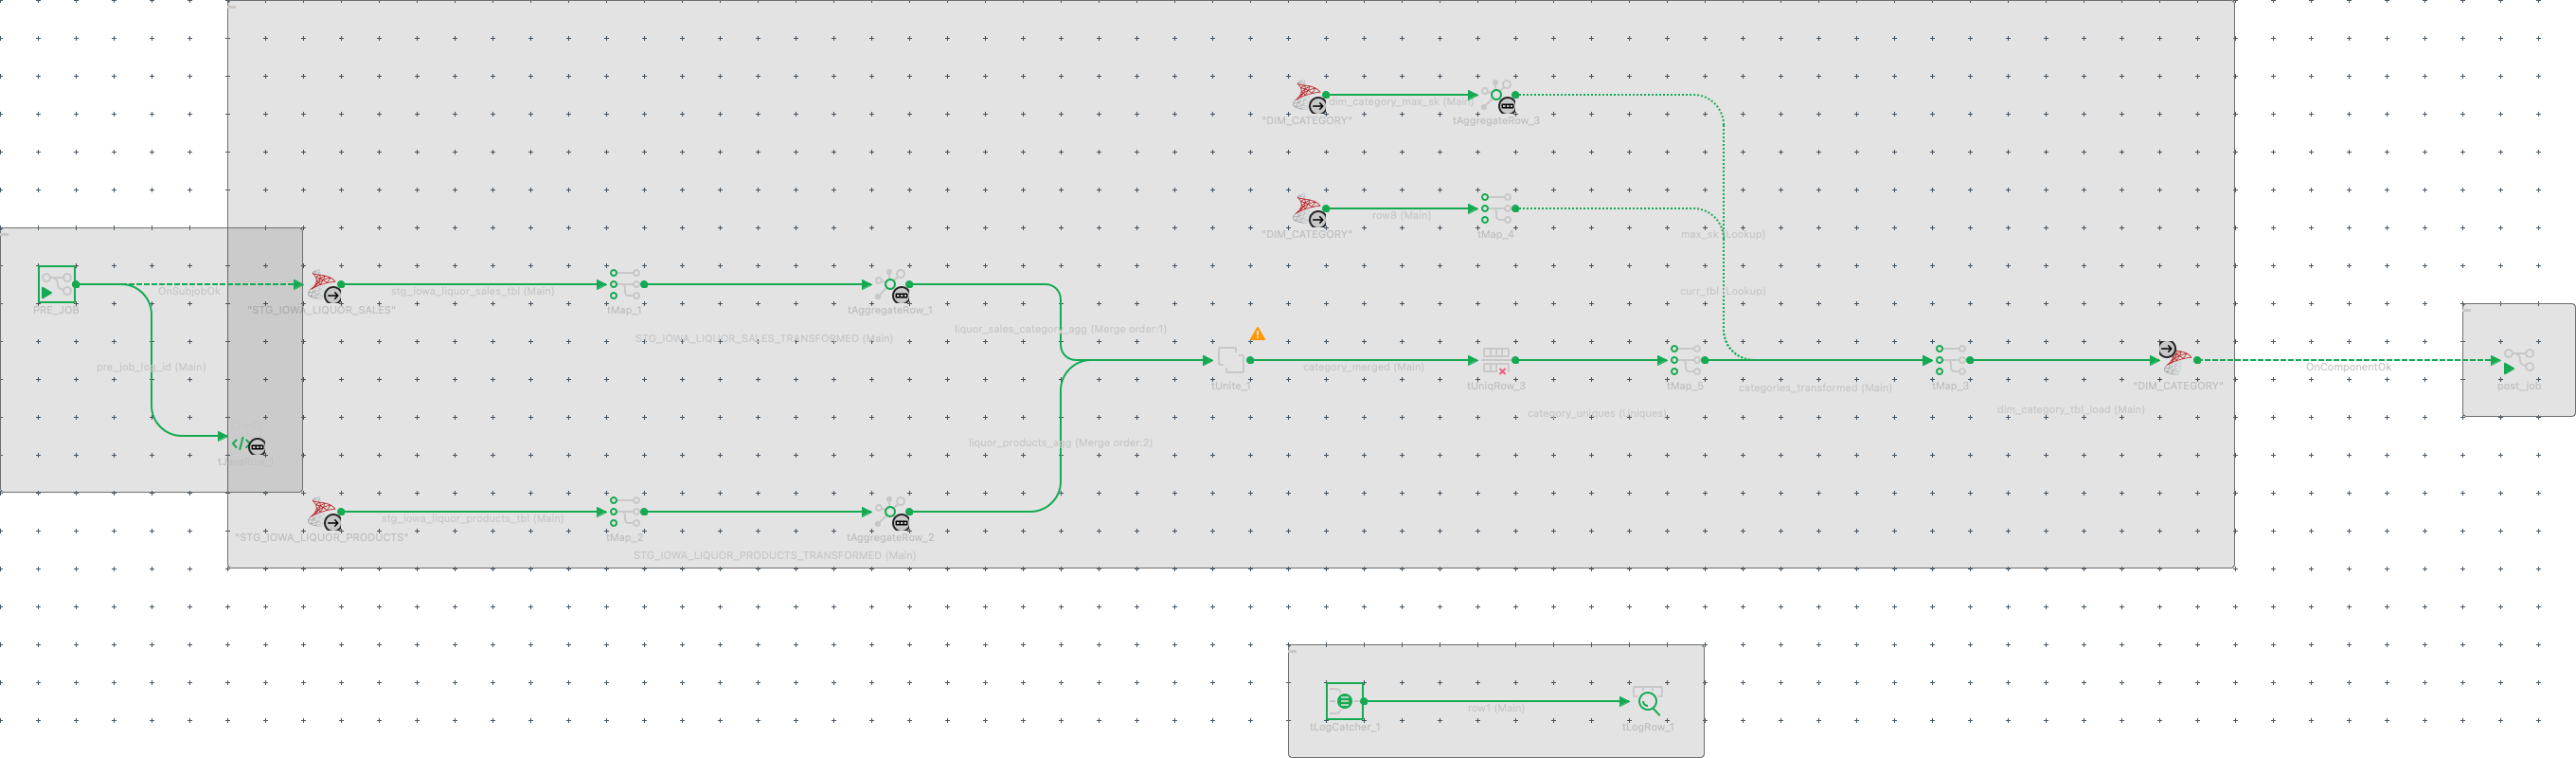 dim_category_max_sk (Main)
"DIM_CATEGORY"
tAggregateRow_3
row8 (Main)
"DIM_CATEGORY"
tMap_4
max_sk (Lookup)
OnSubjobOk
stg_iowa_liquor_sales_tbl (Main)
curr_tbl (Lookup)
PRE_JOB
"STG_IOWA_LIQUOR_SALES"
tMap_1
tAggregateRow_1
liquor_sales_category_agg (Merge order:1)
STG_IOWA_LIQUOR_SALES_TRANSFORMED (Main)
pre_job_log_id (Main)
category_merged (Main)
OnComponentOk
tUnite_1
tUniqRow_3
tMap_5
categories_transformed (Main)
tMap_3
"DIM_CATEGORY"
post_job
category_uniques (Uniques)
dim_category_tbl_load (Main)
liquor_products_agg (Merge order:2)
tJavaRow_1
stg_iowa_liquor_products_tbl (Main)
"STG_IOWA_LIQUOR_PRODUCTS"
tMap_2
tAggregateRow_2
STG_IOWA_LIQUOR_PRODUCTS_TRANSFORMED (Main)
row1 (Main)
tLogCatcher_1
tLogRow_1